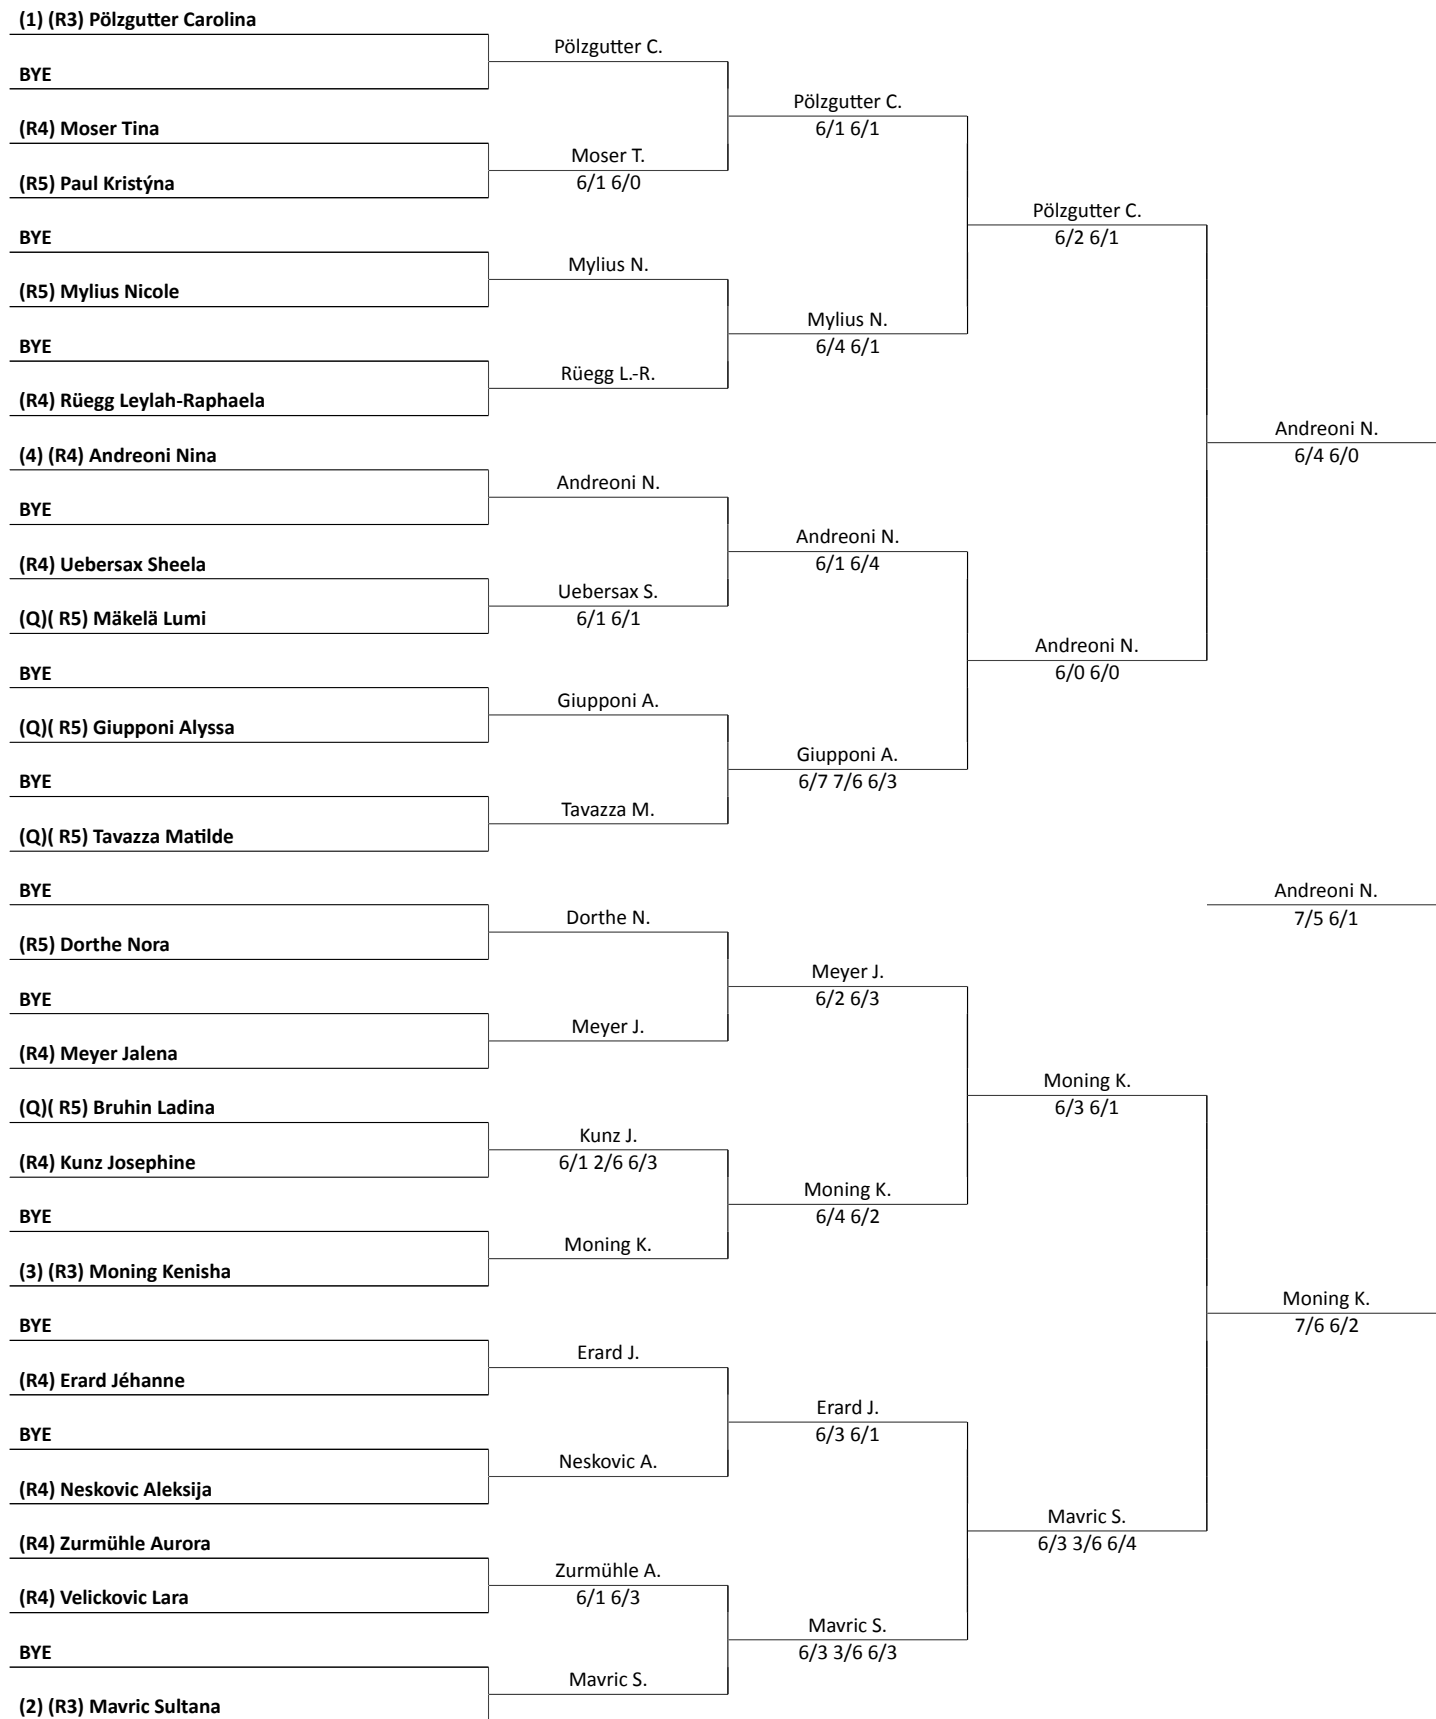 (1) (R3) Pölzgutter Carolina
Pölzgutter C.
BYE
Pölzgutter C.
6/1 6/1
(R4) Moser Tina
Moser T.
6/1 6/0
(R5) Paul Kristýna
Pölzgutter C.
6/2 6/1
BYE
Mylius N.
(R5) Mylius Nicole
Mylius N.
6/4 6/1
BYE
Rüegg L.-R.
(R4) Rüegg Leylah-Raphaela
Andreoni N.
6/4 6/0
(4) (R4) Andreoni Nina
Andreoni N.
BYE
Andreoni N.
6/1 6/4
(R4) Uebersax Sheela
Uebersax S.
6/1 6/1
(Q)( R5) Mäkelä Lumi
Andreoni N.
6/0 6/0
BYE
Giupponi A.
(Q)( R5) Giupponi Alyssa
Giupponi A.
6/7 7/6 6/3
BYE
Tavazza M.
(Q)( R5) Tavazza Matilde
BYE
Andreoni N.
7/5 6/1
Dorthe N.
(R5) Dorthe Nora
Meyer J.
6/2 6/3
BYE
Meyer J.
(R4) Meyer Jalena
Moning K.
6/3 6/1
(Q)( R5) Bruhin Ladina
Kunz J.
6/1 2/6 6/3
(R4) Kunz Josephine
Moning K.
6/4 6/2
BYE
Moning K.
(3) (R3) Moning Kenisha
Moning K.
7/6 6/2
BYE
Erard J.
(R4) Erard Jéhanne
Erard J.
6/3 6/1
BYE
Neskovic A.
(R4) Neskovic Aleksija
Mavric S.
6/3 3/6 6/4
(R4) Zurmühle Aurora
Zurmühle A.
6/1 6/3
(R4) Velickovic Lara
Mavric S.
6/3 3/6 6/3
BYE
Mavric S.
(2) (R3) Mavric Sultana